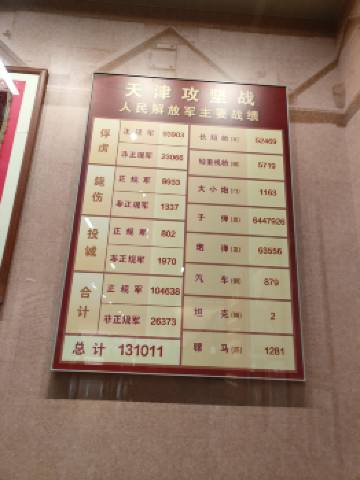 天津攻坚战
人民解放军主要战绩
俘虏 正规军 93903
非正规军 23066
毙伤 正规军 9933
非正规军 1337
投诚 正规军 802
非正规军 1970
合计 正规军 104638
非正规军 26373
总计 131011
长短枪 52469
轻重机枪 5719
大小炮 1163
子弹 6447926
炮弹 63556
汽车 879
坦克 2
骡马 1281